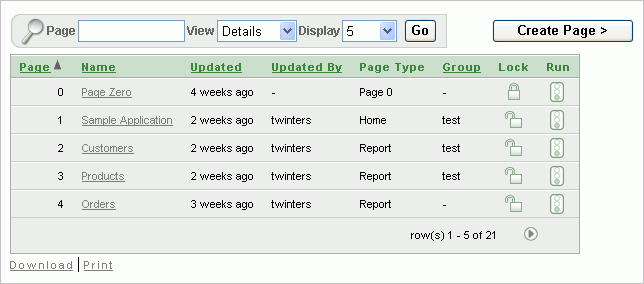 Page View Details Display 5 Go Create Page >
Page Name Updated Updated By Page Type Group Lock Run
0 Page Zero 4 weeks ago - Page 0 -
1 Sample Application 2 weeks ago twinters Home test
2 Customers 2 weeks ago twinters Report test
3 Products 2 weeks ago twinters Report test
4 Orders 3 weeks ago twinters Report -
row(s) 1 - 5 of 21
Download | Print